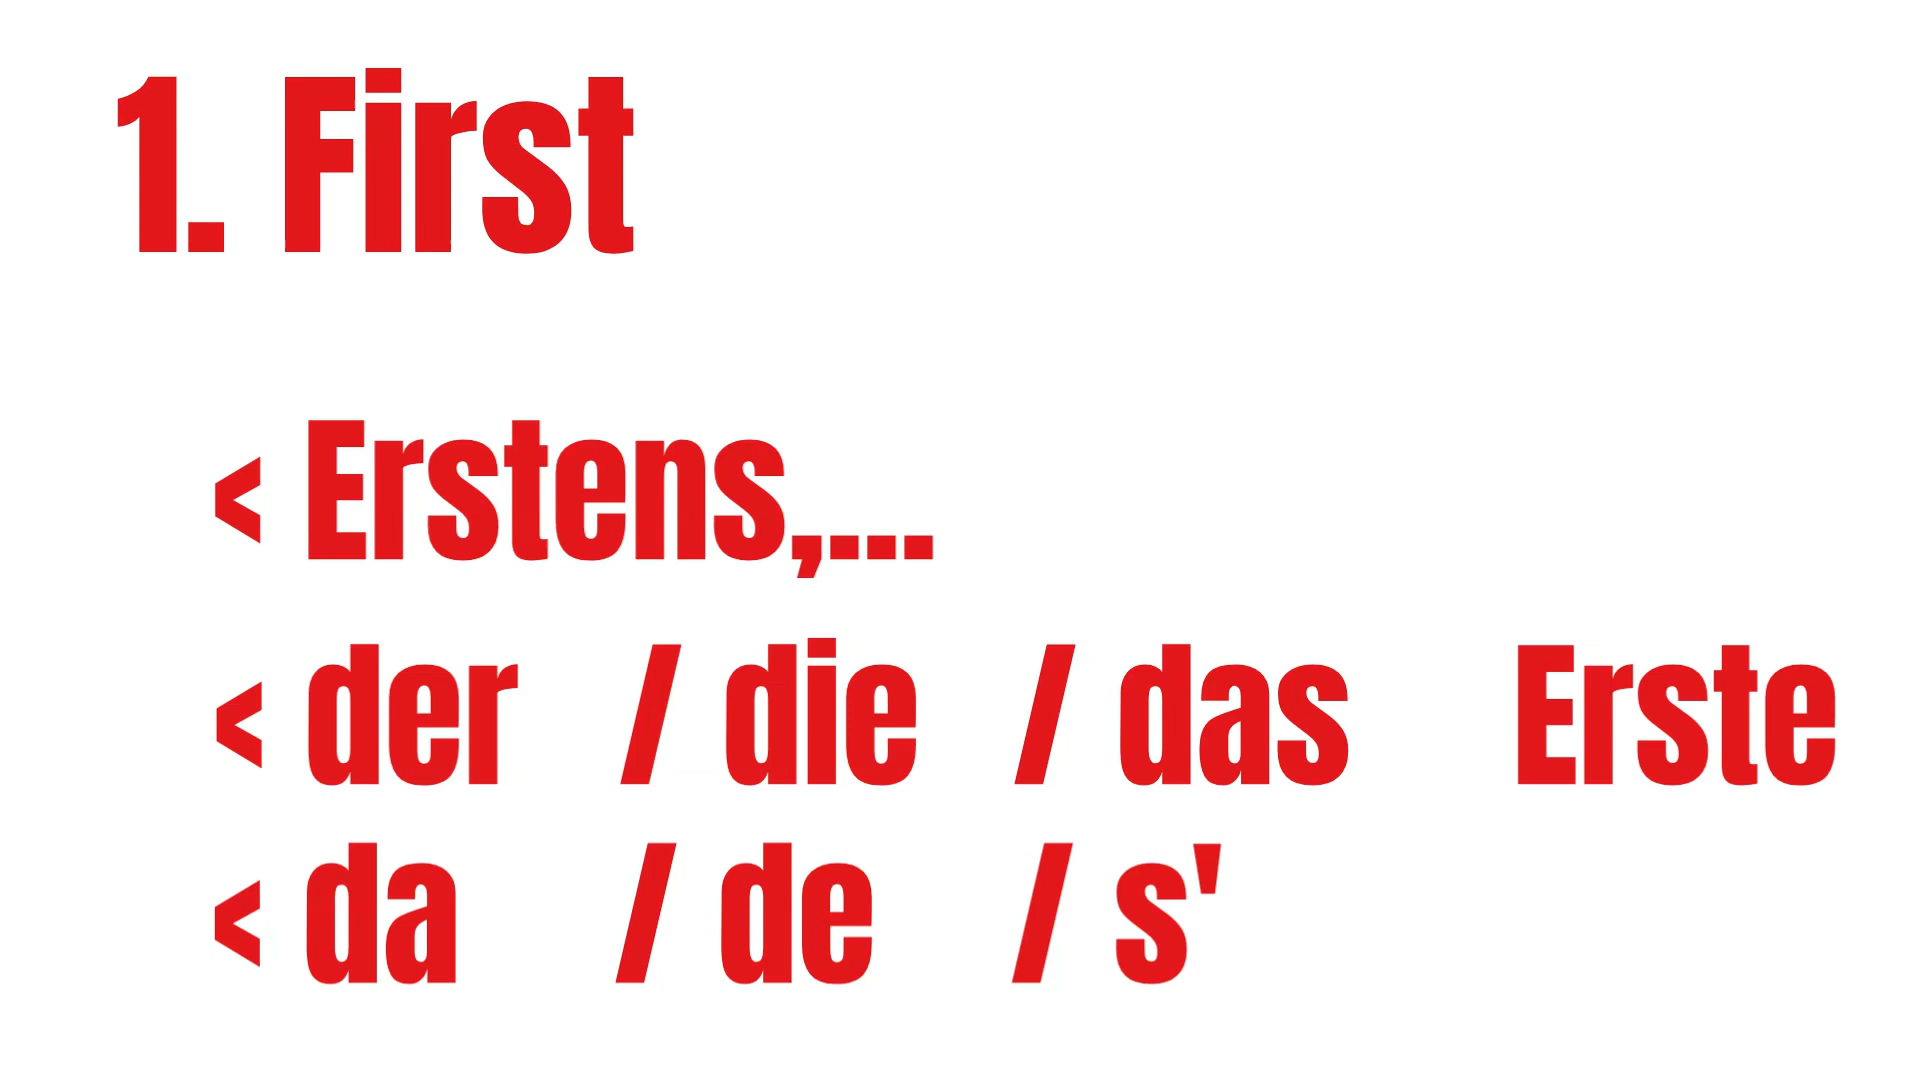 1. First
< Erstens,...
< der / die / das Erste
< da / de / s'